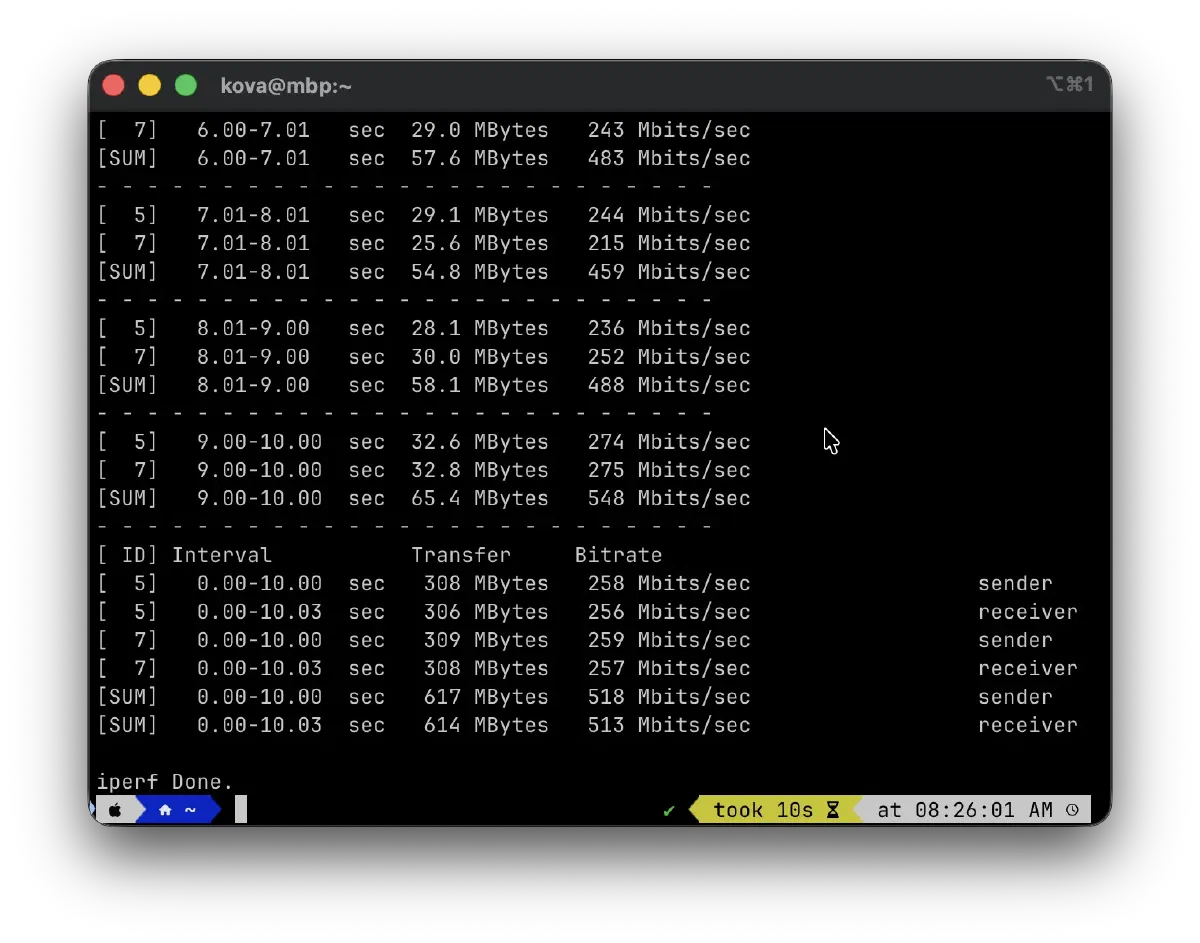 kova@mbp:~ ⌥⌘1
[  7]   6.00-7.01   sec  29.0 MBytes   243 Mbits/sec
[SUM]   6.00-7.01   sec  57.6 MBytes   483 Mbits/sec
- - - - - - - - - - - - - - - - - - - - - - - - -
[  5]   7.01-8.01   sec  29.1 MBytes   244 Mbits/sec
[  7]   7.01-8.01   sec  25.6 MBytes   215 Mbits/sec
[SUM]   7.01-8.01   sec  54.8 MBytes   459 Mbits/sec
- - - - - - - - - - - - - - - - - - - - - - - - -
[  5]   8.01-9.00   sec  28.1 MBytes   236 Mbits/sec
[  7]   8.01-9.00   sec  30.0 MBytes   252 Mbits/sec
[SUM]   8.01-9.00   sec  58.1 MBytes   488 Mbits/sec
- - - - - - - - - - - - - - - - - - - - - - - - -
[  5]   9.00-10.00  sec  32.6 MBytes   274 Mbits/sec
[  7]   9.00-10.00  sec  32.8 MBytes   275 Mbits/sec
[SUM]   9.00-10.00  sec  65.4 MBytes   548 Mbits/sec
- - - - - - - - - - - - - - - - - - - - - - - - -
[ ID] Interval           Transfer     Bitrate
[  5]   0.00-10.00  sec   308 MBytes   258 Mbits/sec                  sender
[  5]   0.00-10.03  sec   306 MBytes   256 Mbits/sec                  receiver
[  7]   0.00-10.00  sec   309 MBytes   259 Mbits/sec                  sender
[  7]   0.00-10.03  sec   308 MBytes   257 Mbits/sec                  receiver
[SUM]   0.00-10.00  sec   617 MBytes   518 Mbits/sec                  sender
[SUM]   0.00-10.03  sec   614 MBytes   513 Mbits/sec                  receiver
iperf Done.
~ ✔ took 10s at 08:26:01 AM